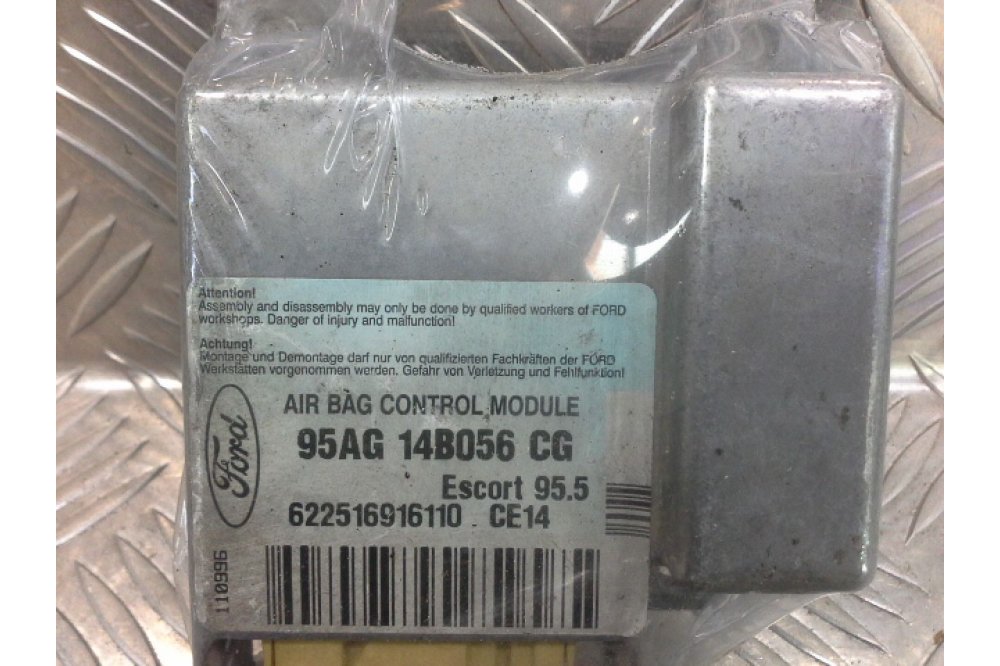 Attention!
Assembly and disassembly may only be done by qualified workers of FORD
workshops. Danger of injury and malfunction!
Achtung!
Montage und Demontage darf nur von qualifizierten Fachkräften der FORD
Werkstätten vorgenommen werden. Gefahr von Verletzung und Fehlfunktion!
Ford
AIR BAG CONTROL MODULE
95AG 14B056 CG
Escort 95.5
622516916110 CE14
110996